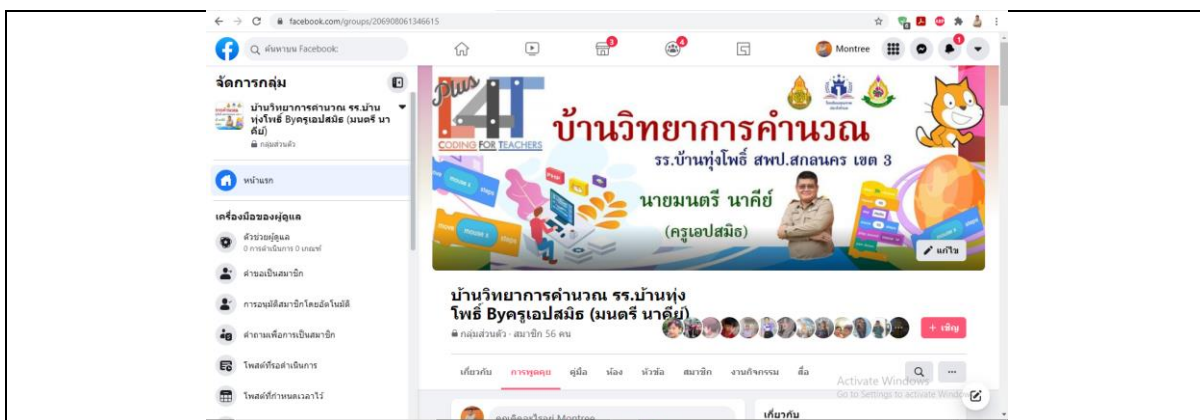 facebook.com/groups/206908061346615
ค้นหาบน Facebook
3
4
Montree
1
จัดการกลุ่ม
บ้านวิทยาการคำนวณ รร.บ้าน
ทุ่งโพธิ์ Byครูเอปสมิธ (มนตรี นา
คีย์)
กลุ่มส่วนตัว
หน้าแรก
เครื่องมือของผู้ดูแล
ตัวช่วยผู้ดูแล
0 การดำเนินการ 0 เกณฑ์
คำขอเป็นสมาชิก
การอนุมัติสมาชิกโดยอัตโนมัติ
คำถามเพื่อการเป็นสมาชิก
โพสต์ที่รอดำเนินการ
โพสต์ที่กำหนดเวลาไว้
Plus
C4T
CODING FOR TEACHERS
บ้านวิทยาการคำนวณ
รร.บ้านทุ่งโพธิ์ สพป.สกลนคร เขต 3
นายมนตรี นาคีย์
(ครูเอปสมิธ)
แก้ไข
บ้านวิทยาการคำนวณ รร.บ้านทุ่ง
โพธิ์ Byครูเอปสมิธ (มนตรี นาคีย์)
กลุ่มส่วนตัว · สมาชิก 56 คน
+ เชิญ
เกี่ยวกับ การพูดคุย คู่มือ ห้อง หัวข้อ สมาชิก งานกิจกรรม สื่อ
Activate Windows
Go to Settings to activate Windows
คุณคิดอะไรอยู่ Montree
เกี่ยวกับ